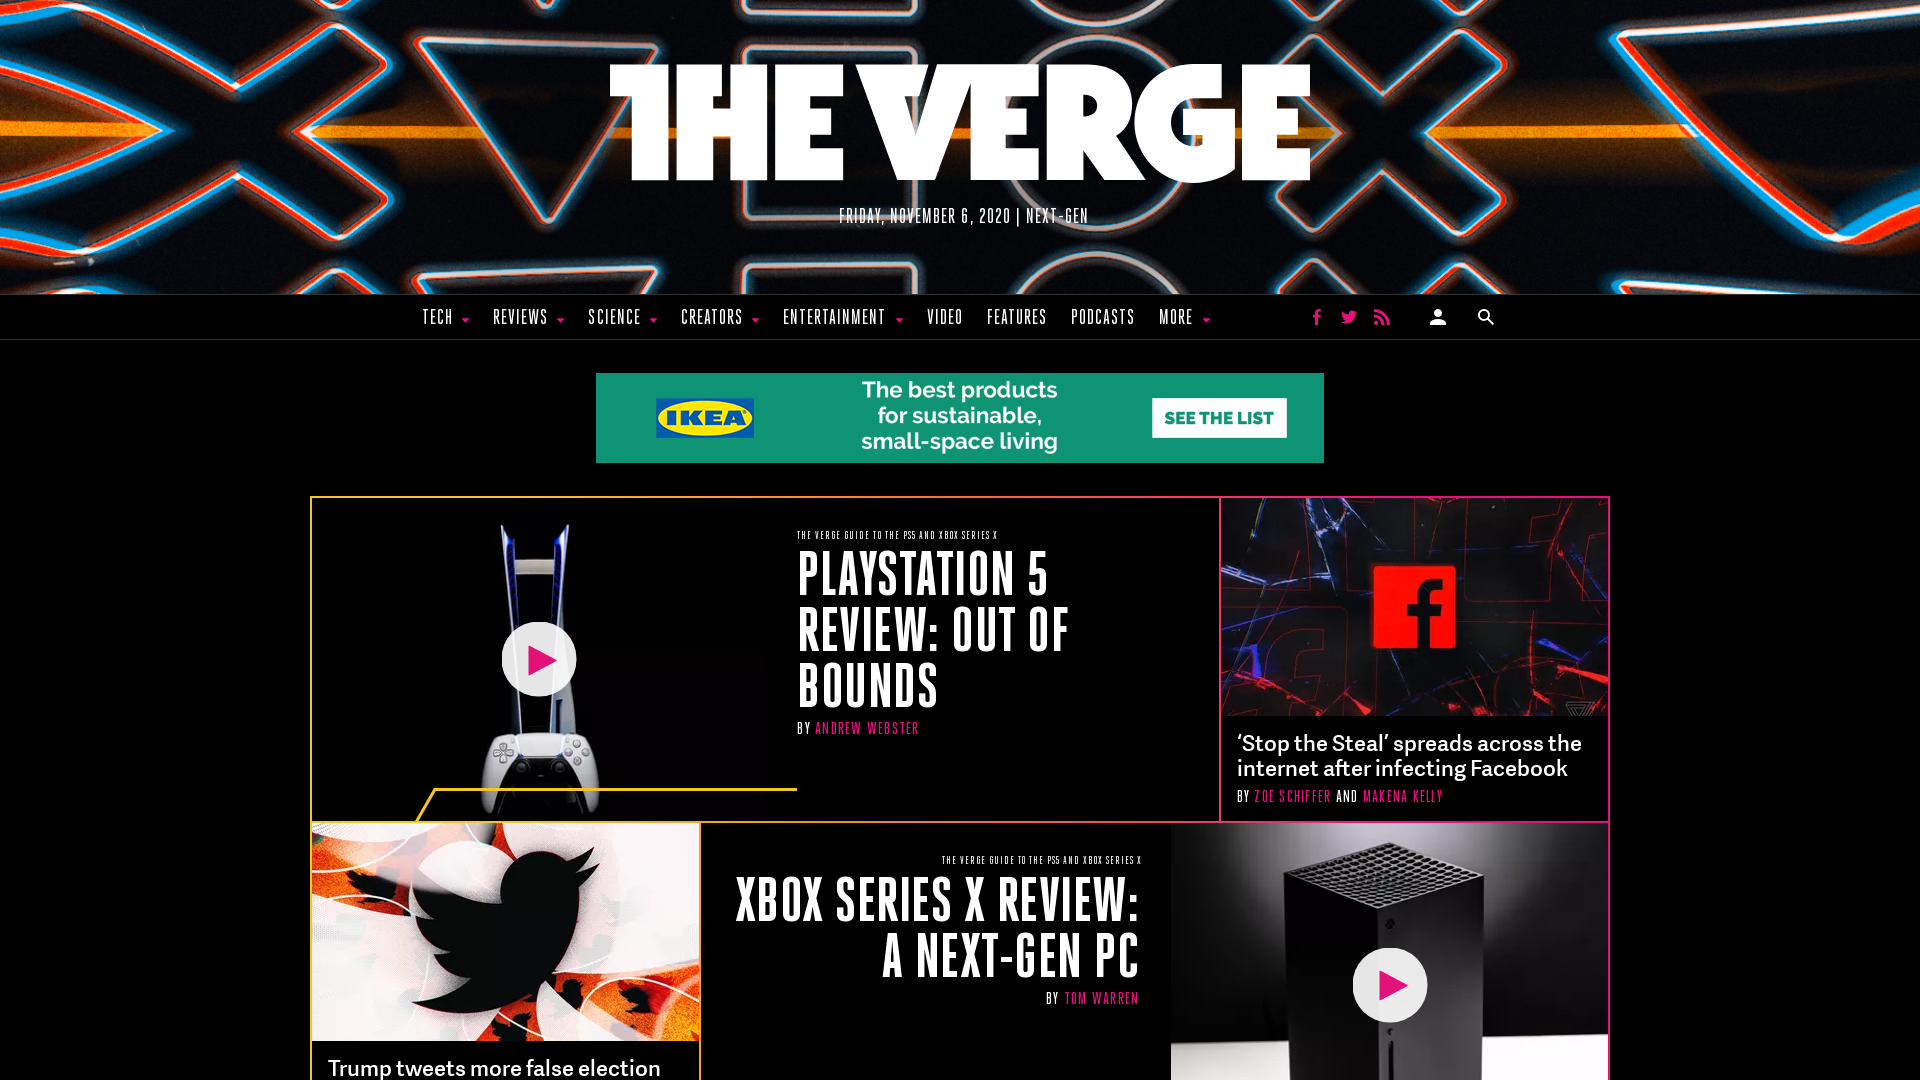 THE VERGE
FRIDAY, NOVEMBER 6, 2020 | NEXT-GEN
TECH REVIEWS SCIENCE CREATORS ENTERTAINMENT VIDEO FEATURES PODCASTS MORE
IKEA
The best products
for sustainable,
small-space living
SEE THE LIST
THE VERGE GUIDE TO THE PS5 AND XBOX SERIES X
PLAYSTATION 5
REVIEW: OUT OF
BOUNDS
BY ANDREW WEBSTER
‘Stop the Steal’ spreads across the
internet after infecting Facebook
BY ZOE SCHIFFER AND MAKENA KELLY
THE VERGE GUIDE TO THE PS5 AND XBOX SERIES X
XBOX SERIES X REVIEW:
A NEXT-GEN PC
BY TOM WARREN
Trump tweets more false election